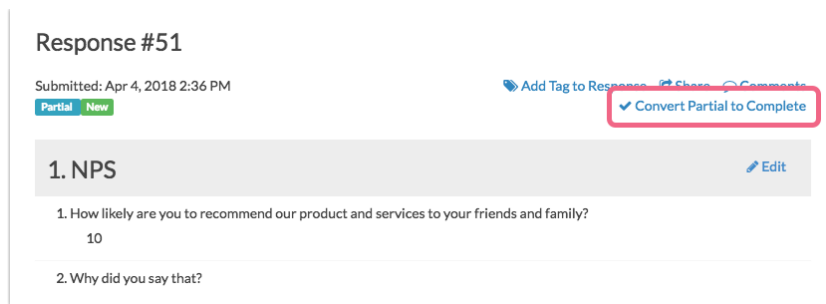 Response #51
Submitted: Apr 4, 2018 2:36 PM
Add Tag to Response Share Comments
Partial New
Convert Partial to Complete
1. NPS
Edit
1. How likely are you to recommend our product and services to your friends and family?
10
2. Why did you say that?